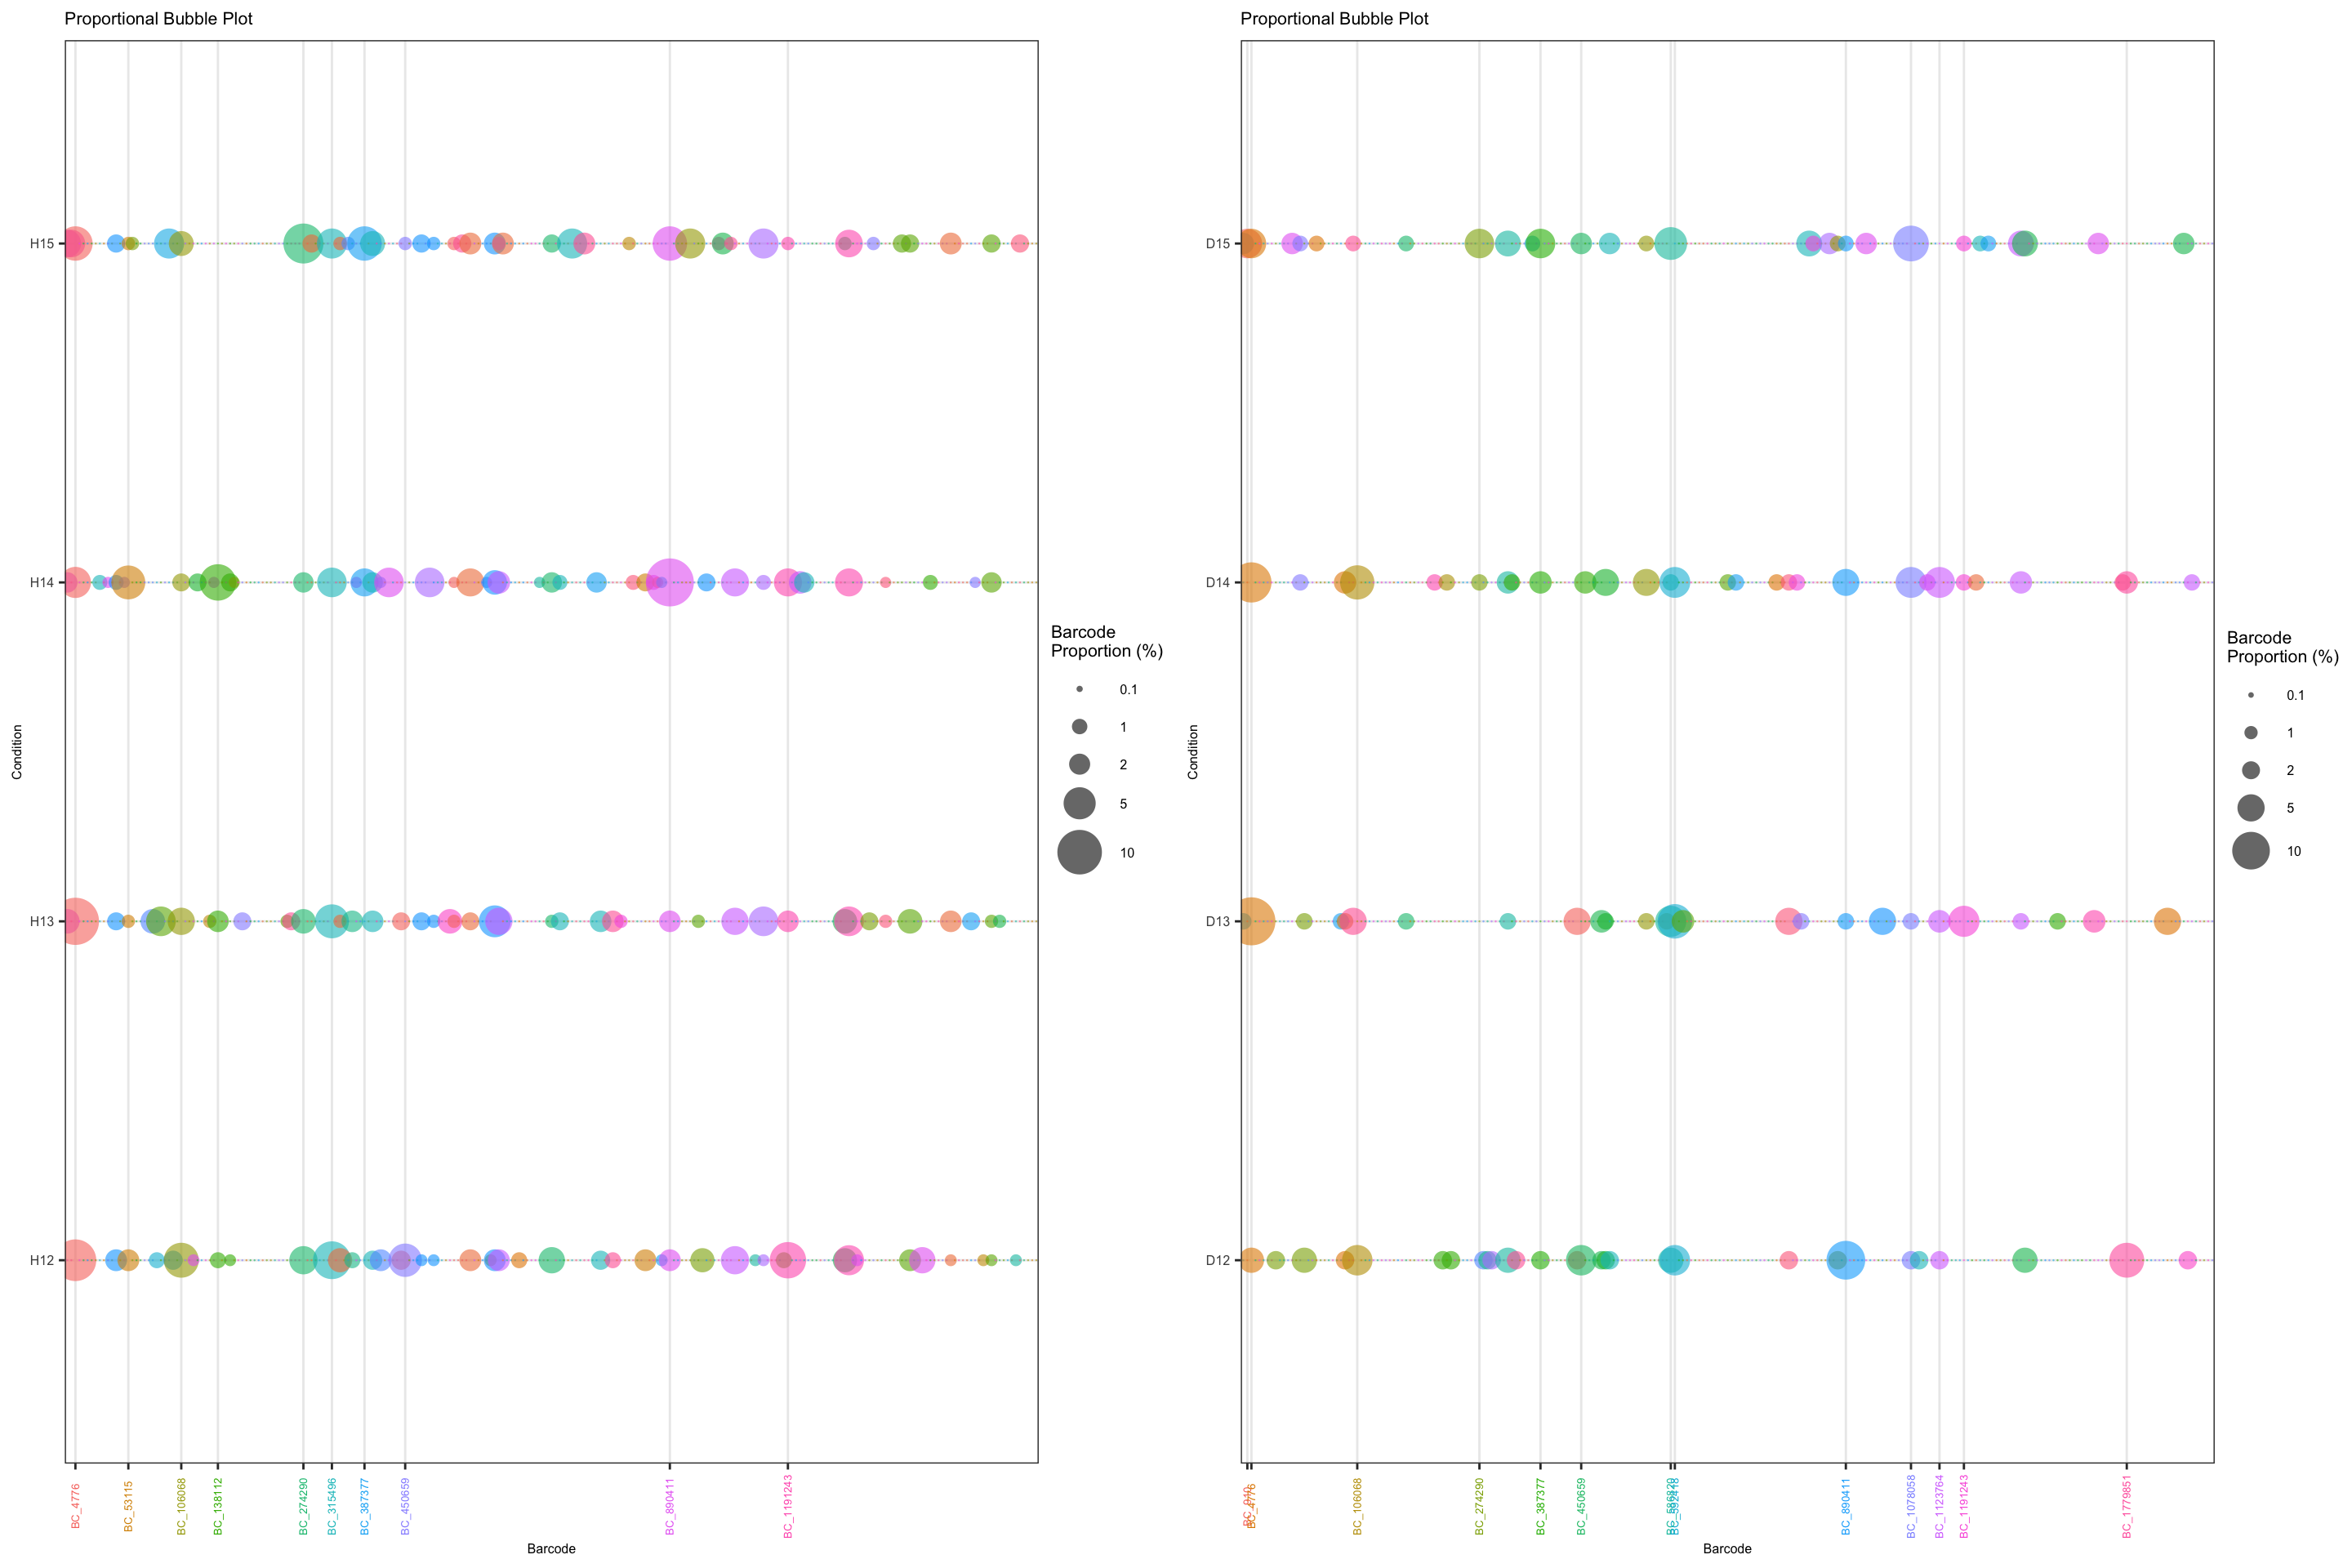 Proportional Bubble Plot
H15
H14
H13
H12
Condition
BC_4776
BC_53115
BC_106068
BC_138112
BC_274290
BC_315496
BC_387377
BC_450659
BC_890411
BC_1191243
Barcode
Barcode
Proportion (%)
0.1
1
2
5
10
Proportional Bubble Plot
D15
D14
D13
D12
Condition
BC_4776
BC_106068
BC_274290
BC_387377
BC_450659
BC_890411
BC_1078058
BC_1123764
BC_1191243
BC_1779851
Barcode
Barcode
Proportion (%)
0.1
1
2
5
10